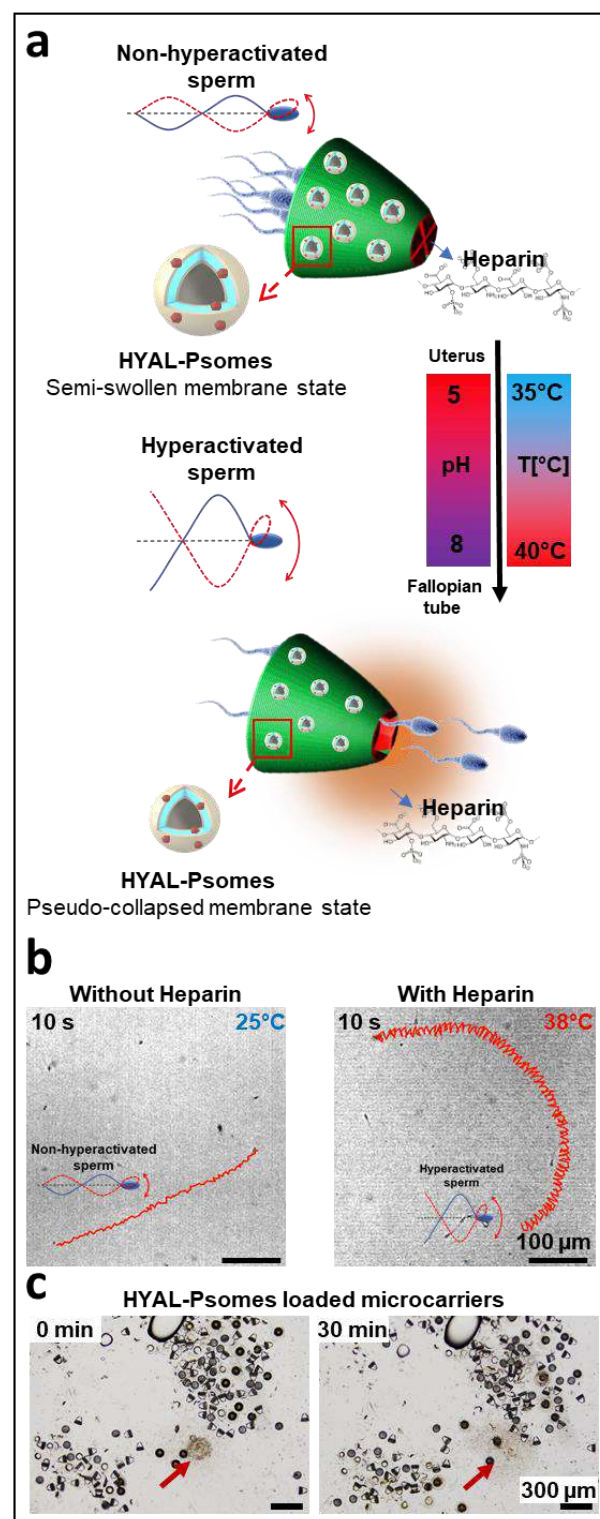 a
Non-hyperactivated
sperm
Heparin
HYAL-Psomes
Semi-swollen membrane state
Uterus
5
35°C
pH
T[°C]
8
40°C
Fallopian
tube
Hyperactivated
sperm
Heparin
HYAL-Psomes
Pseudo-collapsed membrane state
b
Without Heparin
With Heparin
10 s
25°C
10 s
38°C
Non-hyperactivated
sperm
Hyperactivated
sperm
100 µm
c
HYAL-Psomes loaded microcarriers
0 min
30 min
300 µm